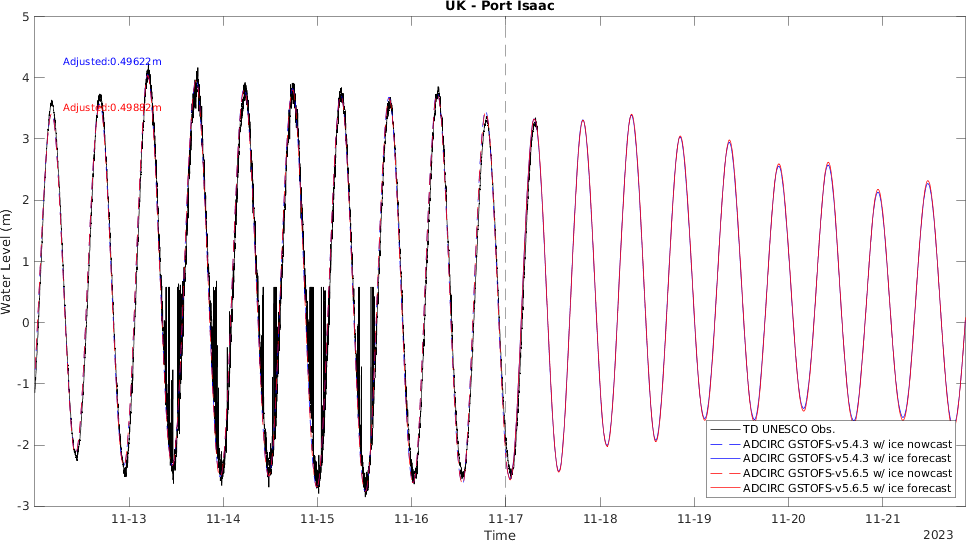 UK - Port Isaac
5
4
3
2
1
0
-1
-2
-3
Water Level (m)
Adjusted:0.49622m
Adjusted:0.49882m
TD UNESCO Obs.
ADCIRC GSTOFS-v5.4.3 w/ ice nowcast
ADCIRC GSTOFS-v5.4.3 w/ ice forecast
ADCIRC GSTOFS-v5.6.5 w/ ice nowcast
ADCIRC GSTOFS-v5.6.5 w/ ice forecast
11-13 11-14 11-15 11-16 11-17 11-18 11-19 11-20 11-21
Time
2023